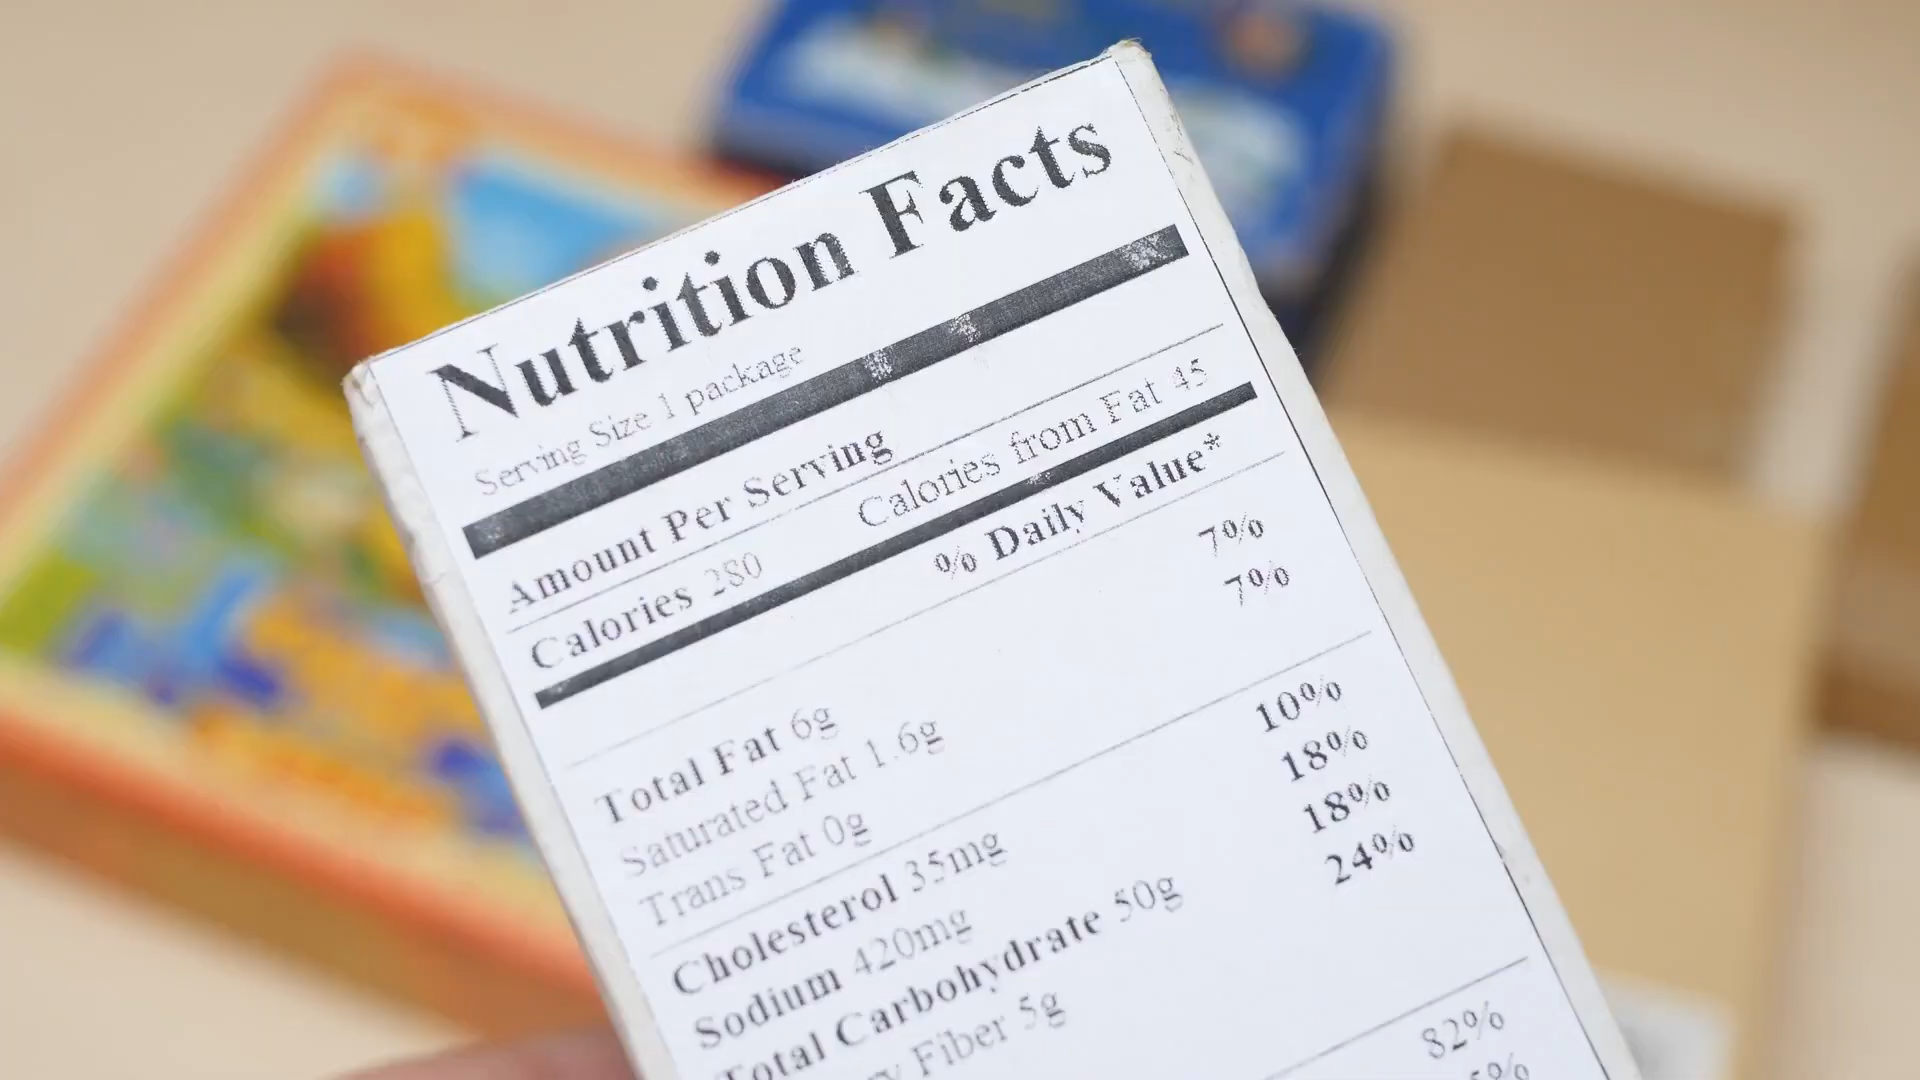 Nutrition Facts
Serving Size 1 package
Amount Per Serving
Calories 280 Calories from Fat 45
% Daily Value*
Total Fat 6g 7%
Saturated Fat 1.6g 7%
Trans Fat 0g
Cholesterol 35mg 10%
Sodium 420mg 18%
Total Carbohydrate 50g 18%
Fiber 5g 24%
82%